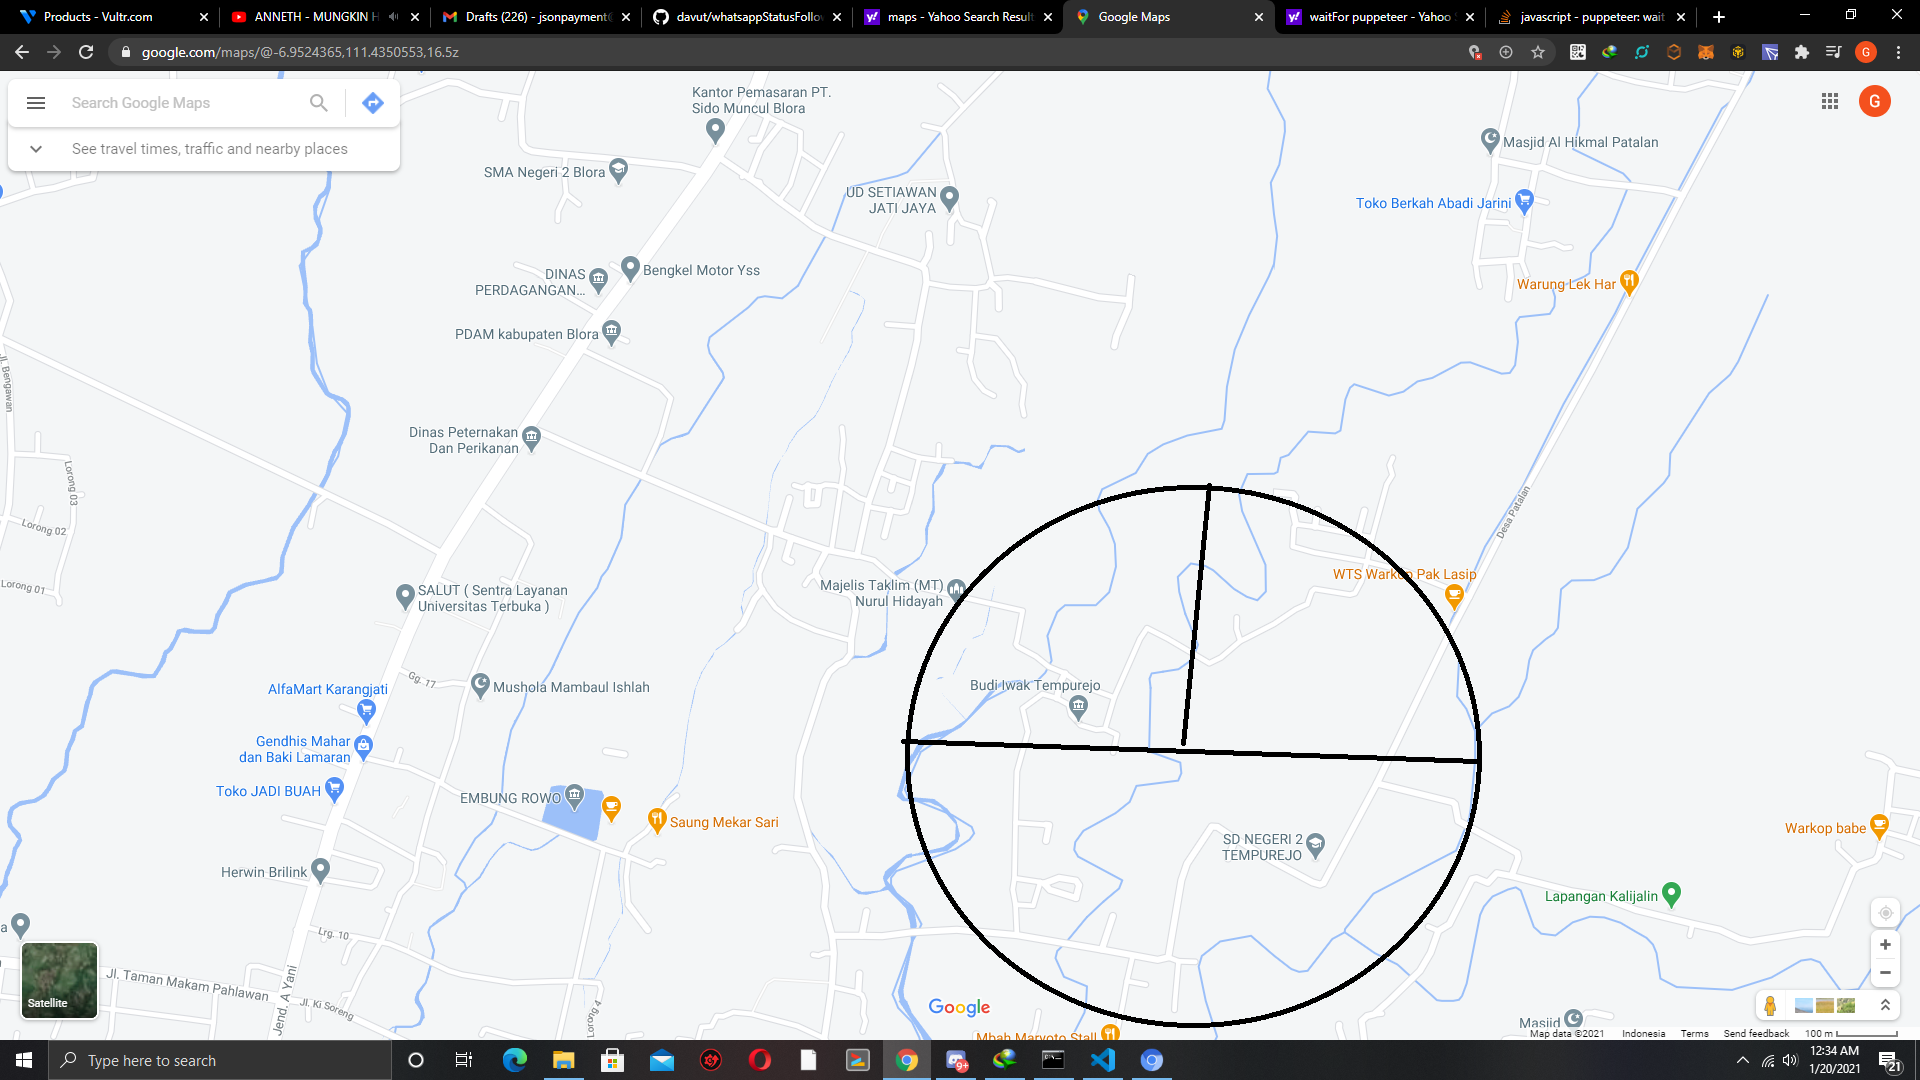 Products - Vultr.com
ANNETH - MUNGKIN H
Drafts (226) - jsonpayment
davut/whatsappStatusFollo
maps - Yahoo Search Result
Google Maps
waitFor puppeteer - Yahoo
javascript - puppeteer: wait
google.com/maps/@-6.9524365,111.4350553,16.5z
G
Search Google Maps
See travel times, traffic and nearby places
G
Kantor Pemasaran PT.
Sido Muncul Blora
SMA Negeri 2 Blora
UD SETIAWAN
JATI JAYA
Masjid Al Hikmal Patalan
Toko Berkah Abadi Jarini
DINAS
PERDAGANGAN...
Bengkel Motor Yss
Warung Lek Har
PDAM kabupaten Blora
Jl. Bengawan
Dinas Peternakan
Dan Perikanan
Lorong 03
Lorong 02
Desa Patalan
Lorong 01
SALUT ( Sentra Layanan
Universitas Terbuka )
Majelis Taklim (MT)
Nurul Hidayah
WTS Warkop Pak Lasip
Gg. 17
Mushola Mambaul Ishlah
Budi Iwak Tempurejo
AlfaMart Karangjati
Gendhis Mahar
dan Baki Lamaran
Toko JADI BUAH
EMBUNG ROWO
Saung Mekar Sari
SD NEGERI 2
TEMPUREJO
Warkop babe
Herwin Brilink
Lapangan Kalijalin
a
Lrg. 10
Jl. Taman Makam Pahlawan
Jl. Ki Soreng
Jend. A Yani
Lorong 4
Satellite
Google
Mbah Maryoto Stall
Masjid
Map data ©2021
Indonesia
Terms
Send feedback
100 m
Type here to search
9+
12:34 AM
1/20/2021
21